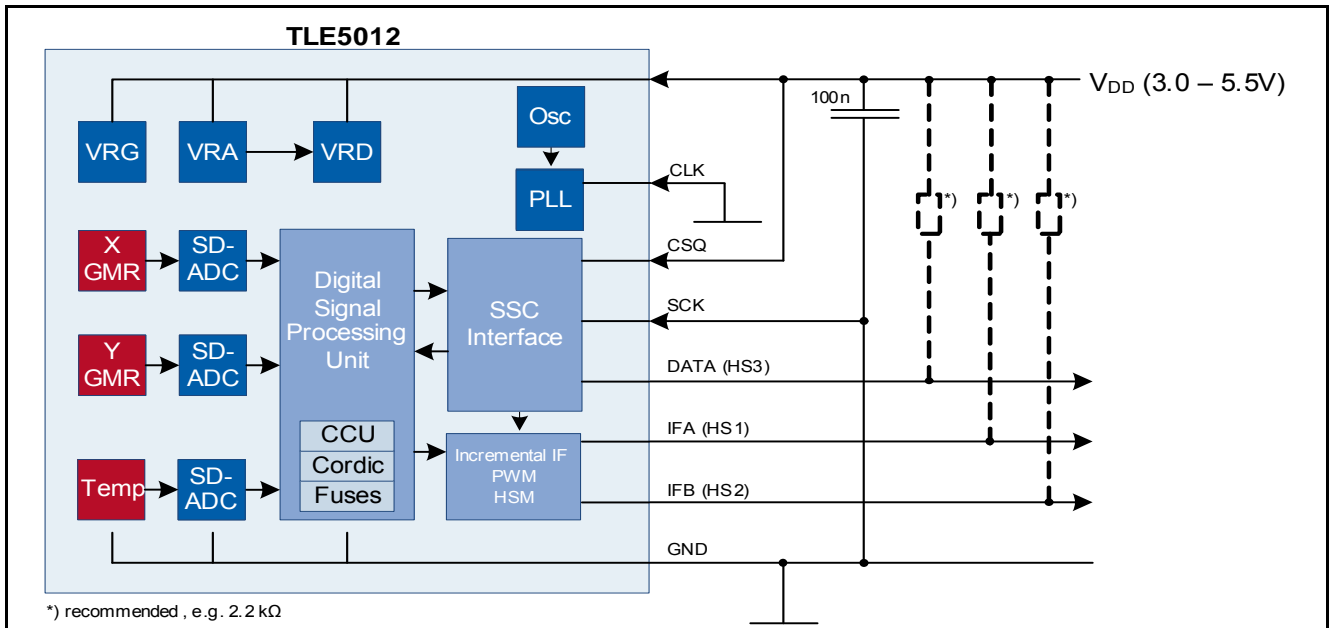 TLE5012
V_DD (3.0 – 5.5V)
100n
Osc
VRG
VRA
VRD
CLK
PLL
*)
*)
*)
X
GMR
SD-
ADC
CSQ
Digital
Signal
Processing
Unit
SSC
Interface
SCK
Y
GMR
SD-
ADC
DATA (HS3)
CCU
Cordic
Fuses
Incremental IF
PWM
HSM
IFA (HS1)
Temp
SD-
ADC
IFB (HS2)
GND
*) recommended , e.g. 2.2 kΩ